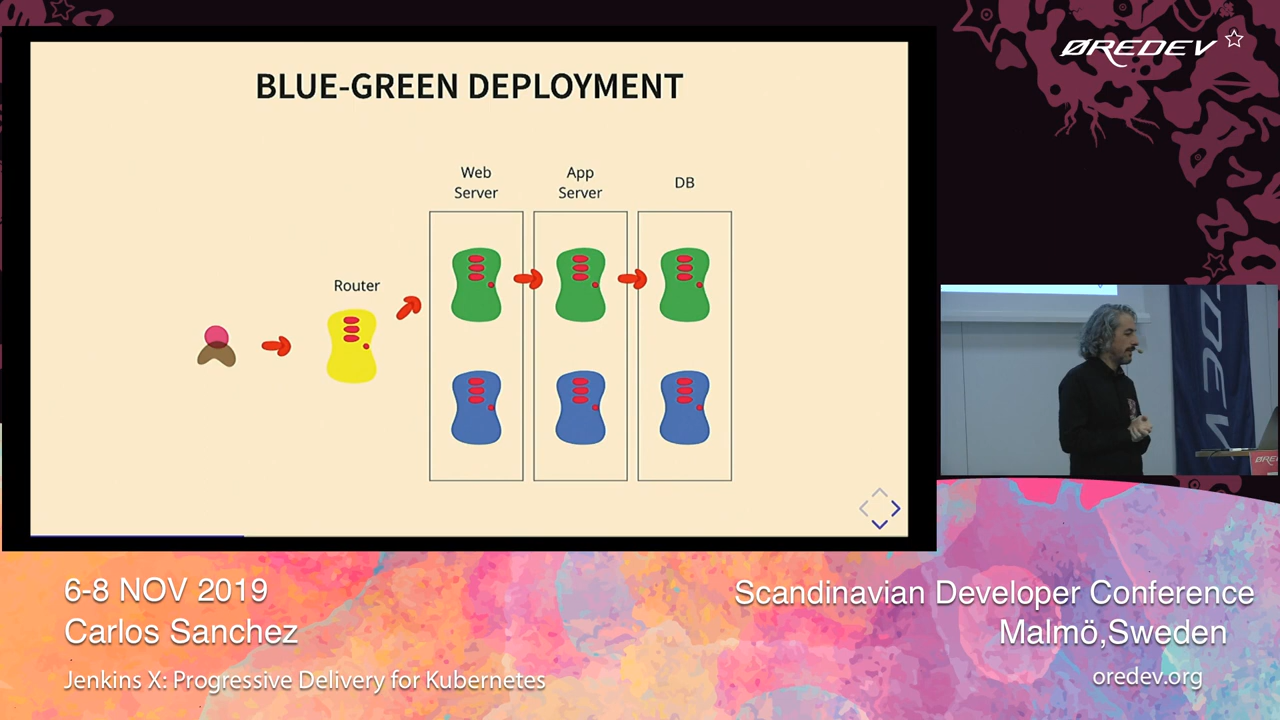 BLUE-GREEN DEPLOYMENT
Web
Server
App
Server
DB
Router
ØREDEV
6-8 NOV 2019
Carlos Sanchez
Jenkins X: Progressive Delivery for Kubernetes
Scandinavian Developer Conference
Malmö,Sweden
oredev.org